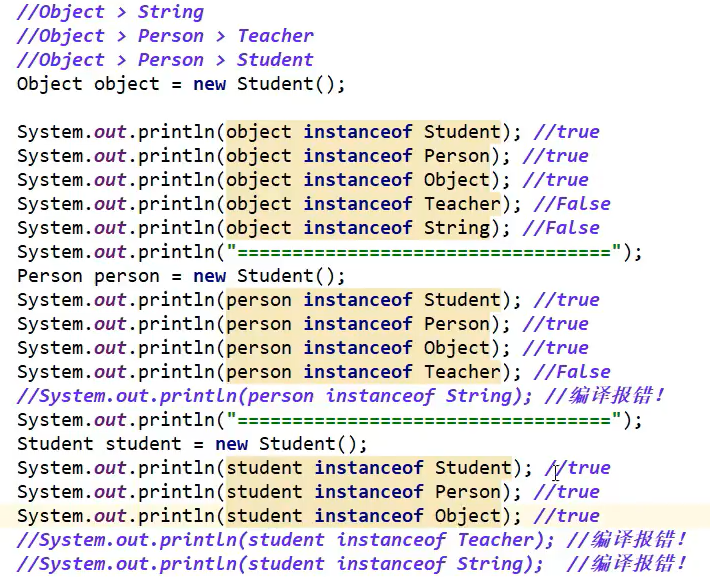 //Object > String
//Object > Person > Teacher
//Object > Person > Student
Object object = new Student();
System.out.println(object instanceof Student); //true
System.out.println(object instanceof Person); //true
System.out.println(object instanceof Object); //true
System.out.println(object instanceof Teacher); //False
System.out.println(object instanceof String); //False
System.out.println("==================================");
Person person = new Student();
System.out.println(person instanceof Student); //true
System.out.println(person instanceof Person); //true
System.out.println(person instanceof Object); //true
System.out.println(person instanceof Teacher); //False
//System.out.println(person instanceof String); //编译报错!
System.out.println("==================================");
Student student = new Student();
System.out.println(student instanceof Student); //true
System.out.println(student instanceof Person); //true
System.out.println(student instanceof Object); //true
//System.out.println(student instanceof Teacher); //编译报错!
//System.out.println(student instanceof String); //编译报错!